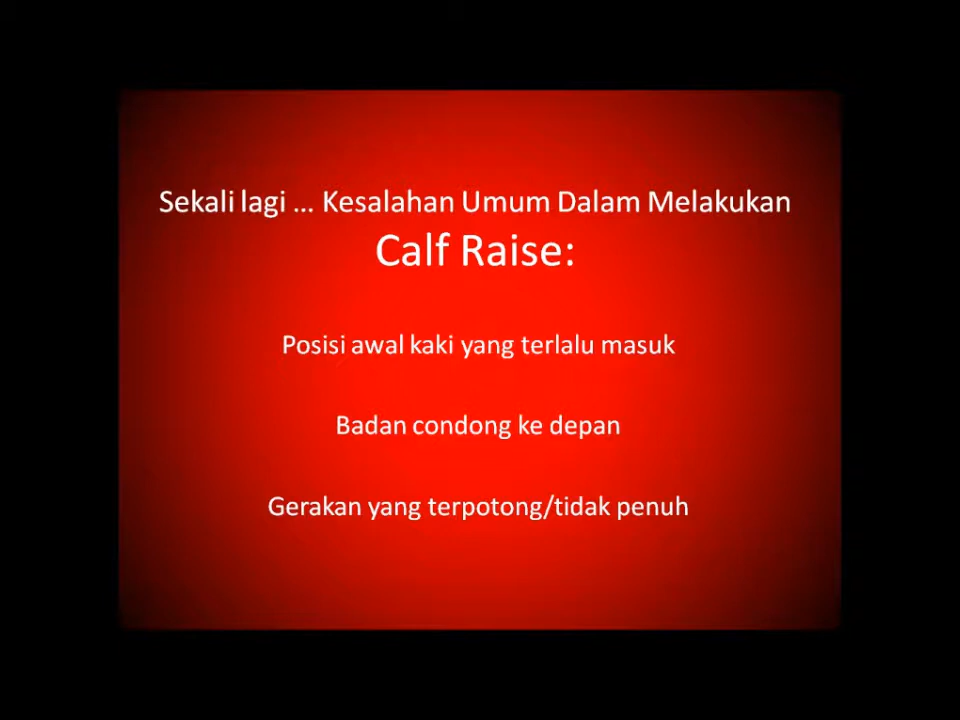 Sekali lagi ... Kesalahan Umum Dalam Melakukan
Calf Raise:
Posisi awal kaki yang terlalu masuk
Badan condong ke depan
Gerakan yang terpotong/tidak penuh